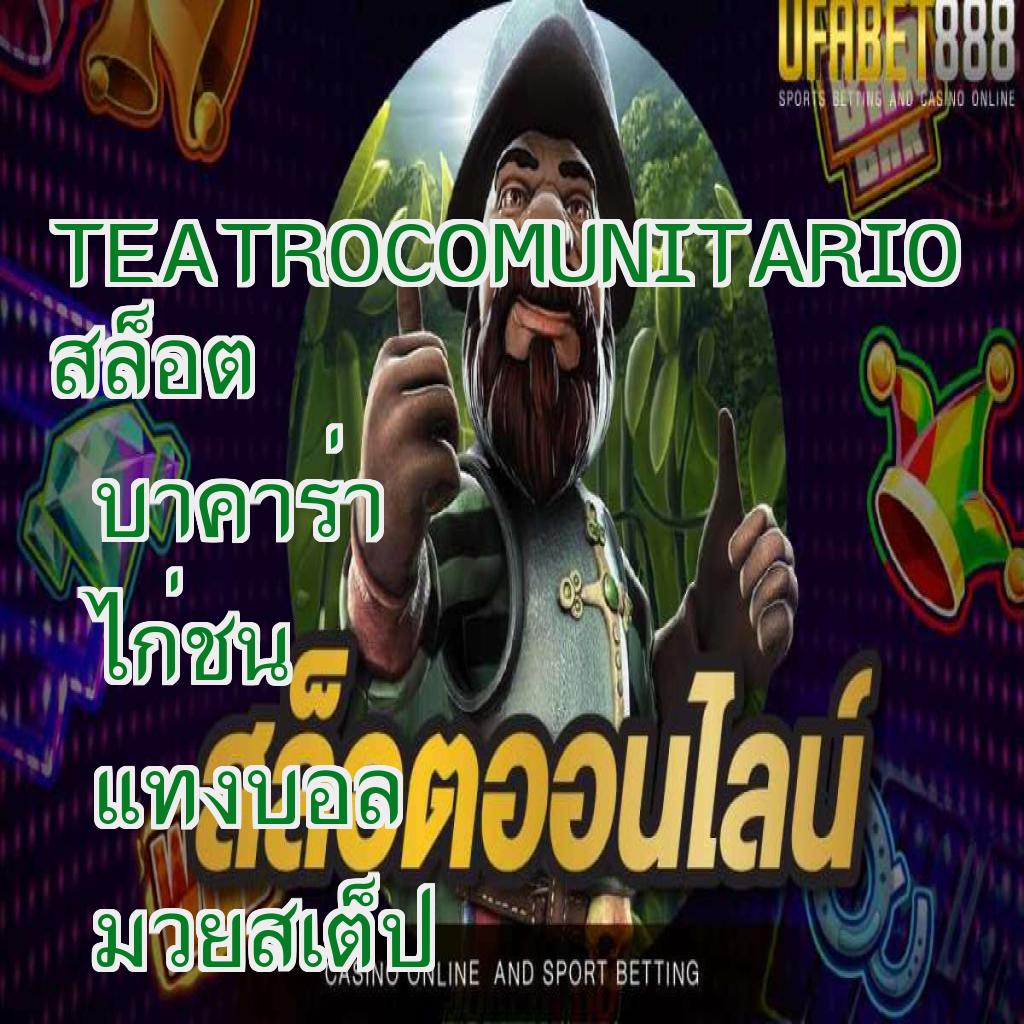 UFABET888
SPORTS BETTING AND CASINO ONLINE
BAR
TEATROCOMUNITARIO
สล็อต
บาคาร่า
ไก่ชน
แทงบอล
มวยสเต็ป
สล็อตออนไลน์
CASINO ONLINE AND SPORT BETTING